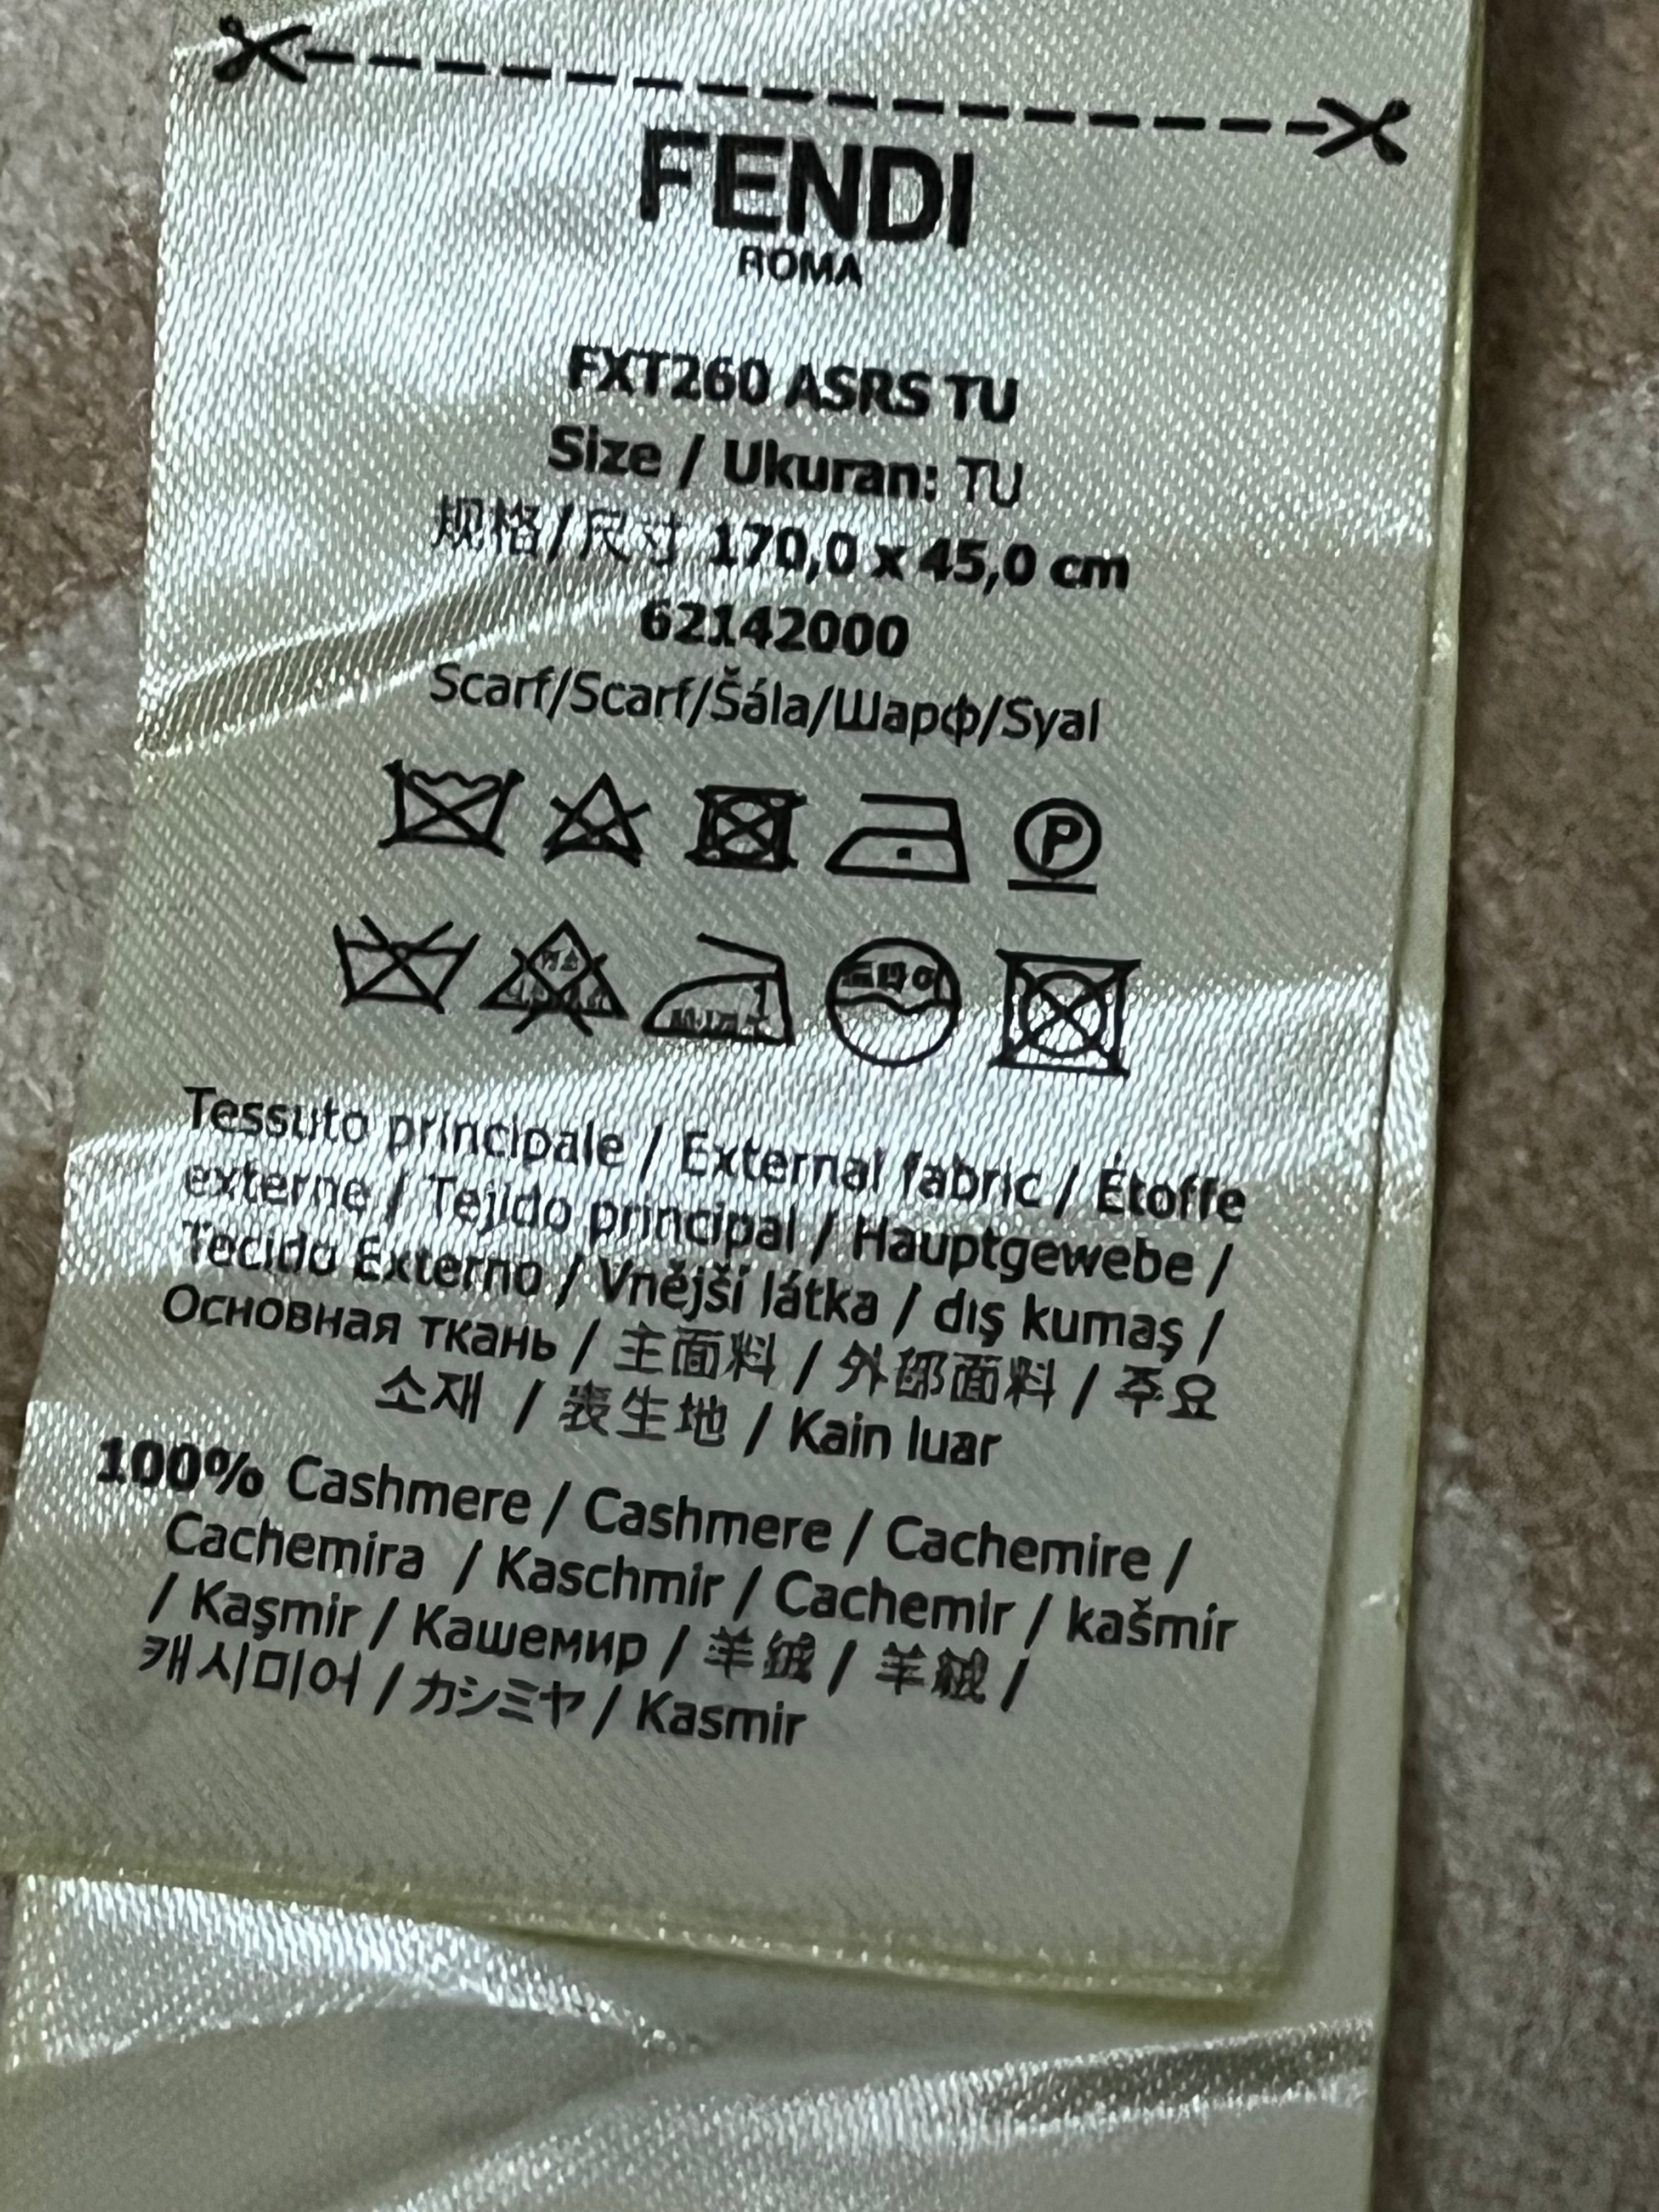 FENDI
ROMA
FXT260 ASRS TU
Size / Ukuran: TU
规格/尺寸 170,0 x 45,0 cm
62142000
Scarf/Scarf/Šála/Шарф/Syal
P
드라이
Tessuto principale / External fabric / Étoffe
externe / Tejido principal / Hauptgewebe /
Tecido Externo / Vnější látka / dış kumaş /
Основная ткань / 主面料 / 外部面料 / 주요
소재 / 表生地 / Kain luar
100% Cashmere / Cashmere / Cachemire /
Cachemira / Kaschmir / Cachemir / kašmír
/ Kaşmir / Кашемир / 羊绒 / 羊絨 /
캐시미어 / カシミヤ / Kasmir